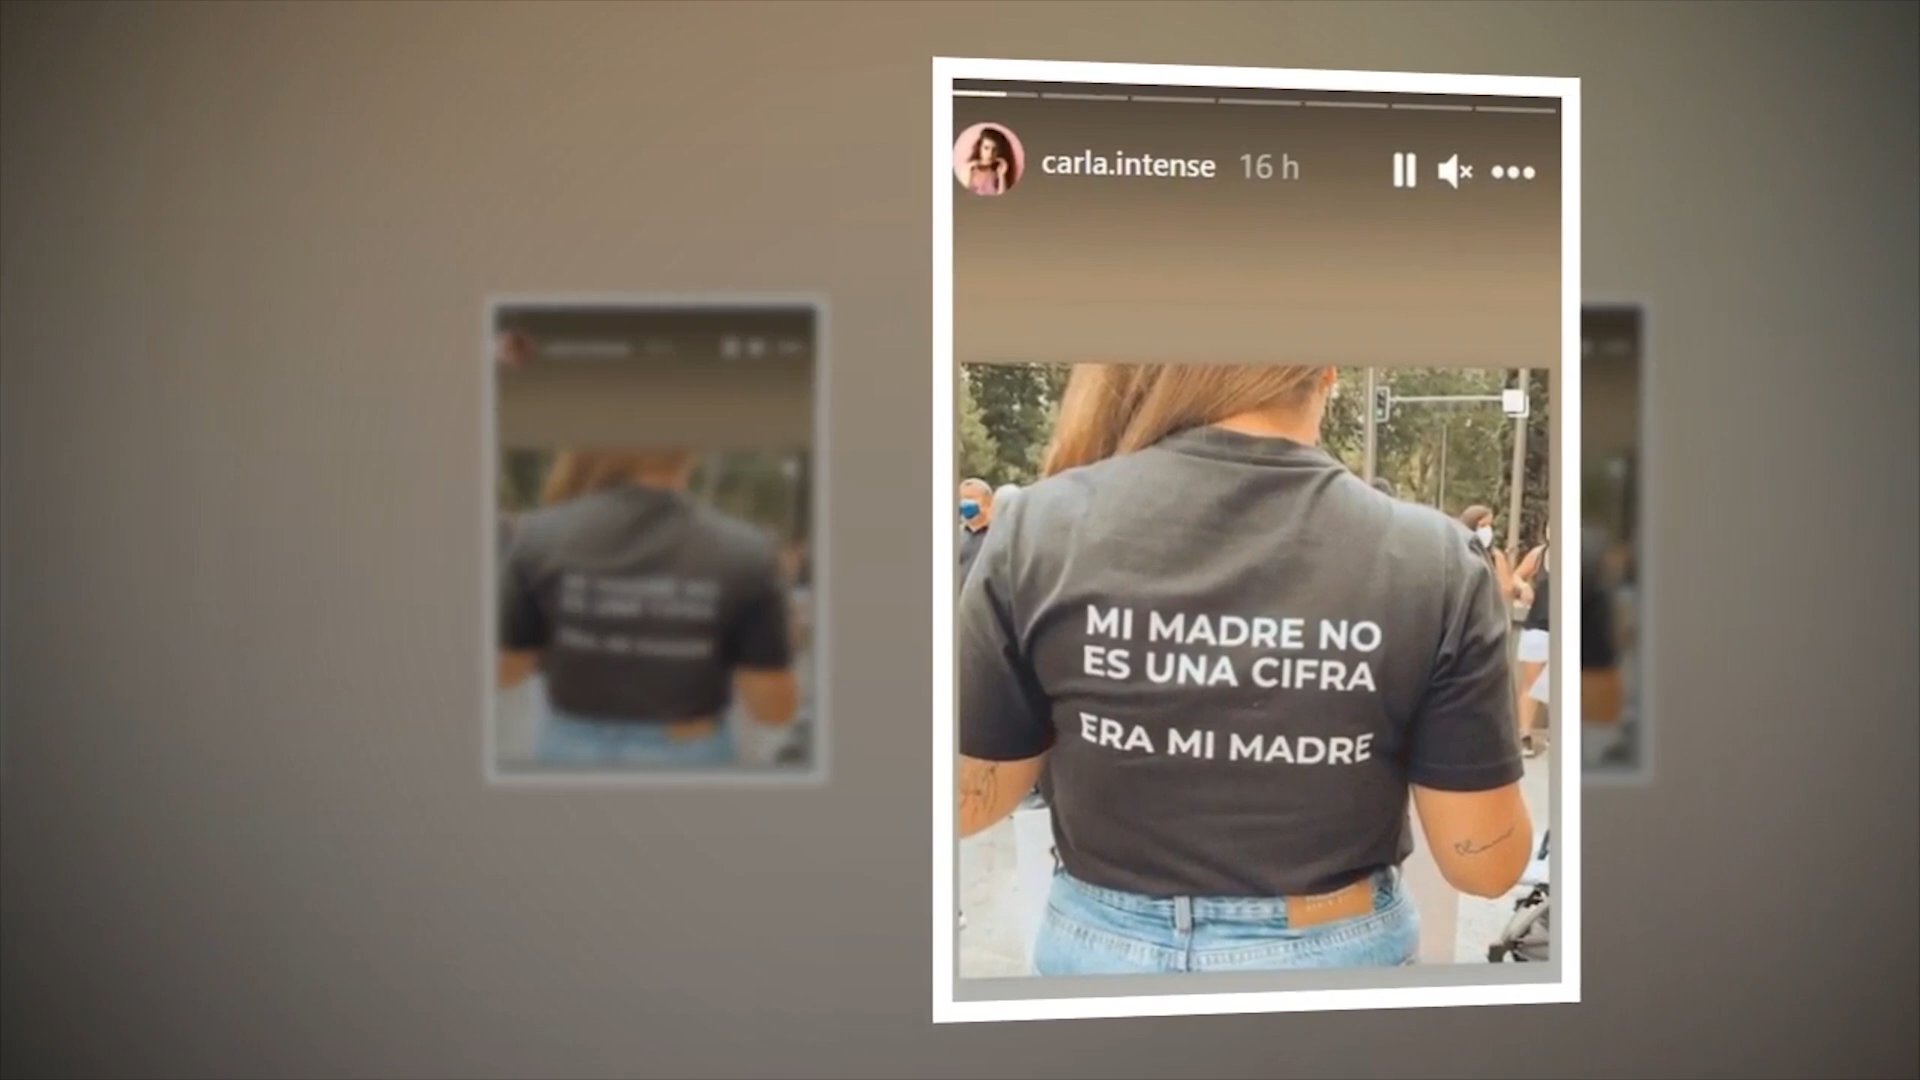 carla.intense 16 h
MI MADRE NO
ES UNA CIFRA
ERA MI MADRE